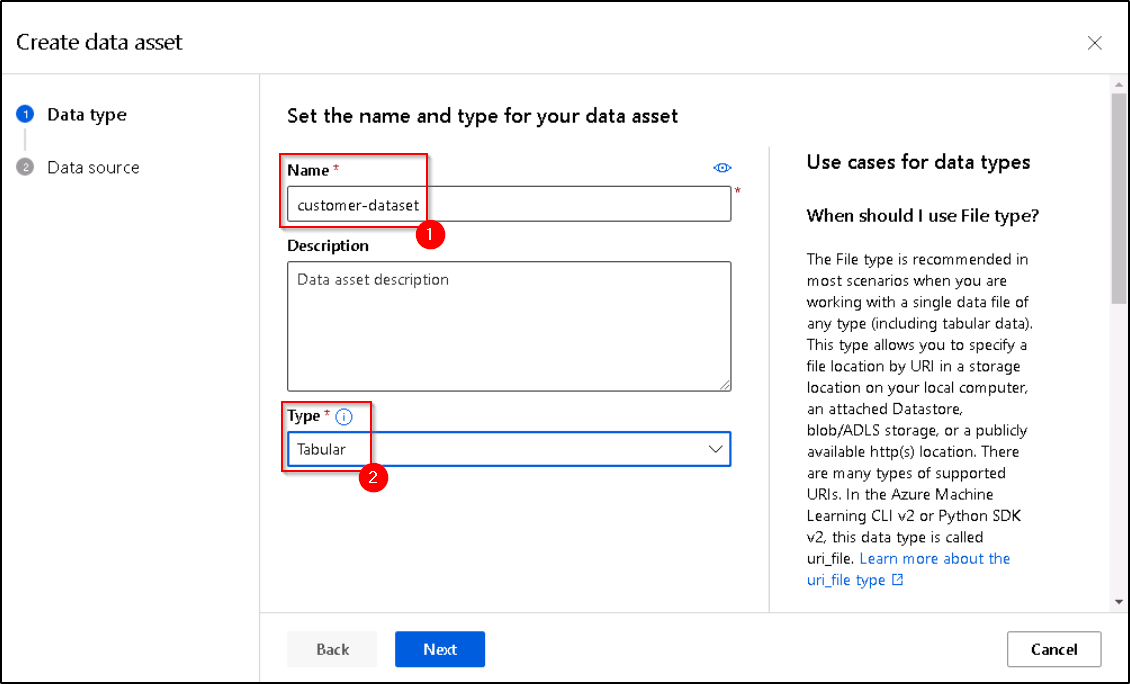 Create data asset
1 Data type
2 Data source
Set the name and type for your data asset
Name *
customer-dataset
*
1
Description
Data asset description
Type *
Tabular
2
Use cases for data types
When should I use File type?
The File type is recommended in
most scenarios when you are
working with a single data file of
any type (including tabular data).
This type allows you to specify a
file location by URI in a storage
location on your local computer,
an attached Datastore,
blob/ADLS storage, or a publicly
available http(s) location. There
are many types of supported
URIs. In the Azure Machine
Learning CLI v2 or Python SDK
v2, this data type is called
uri_file. Learn more about the
uri_file type
Back
Next
Cancel